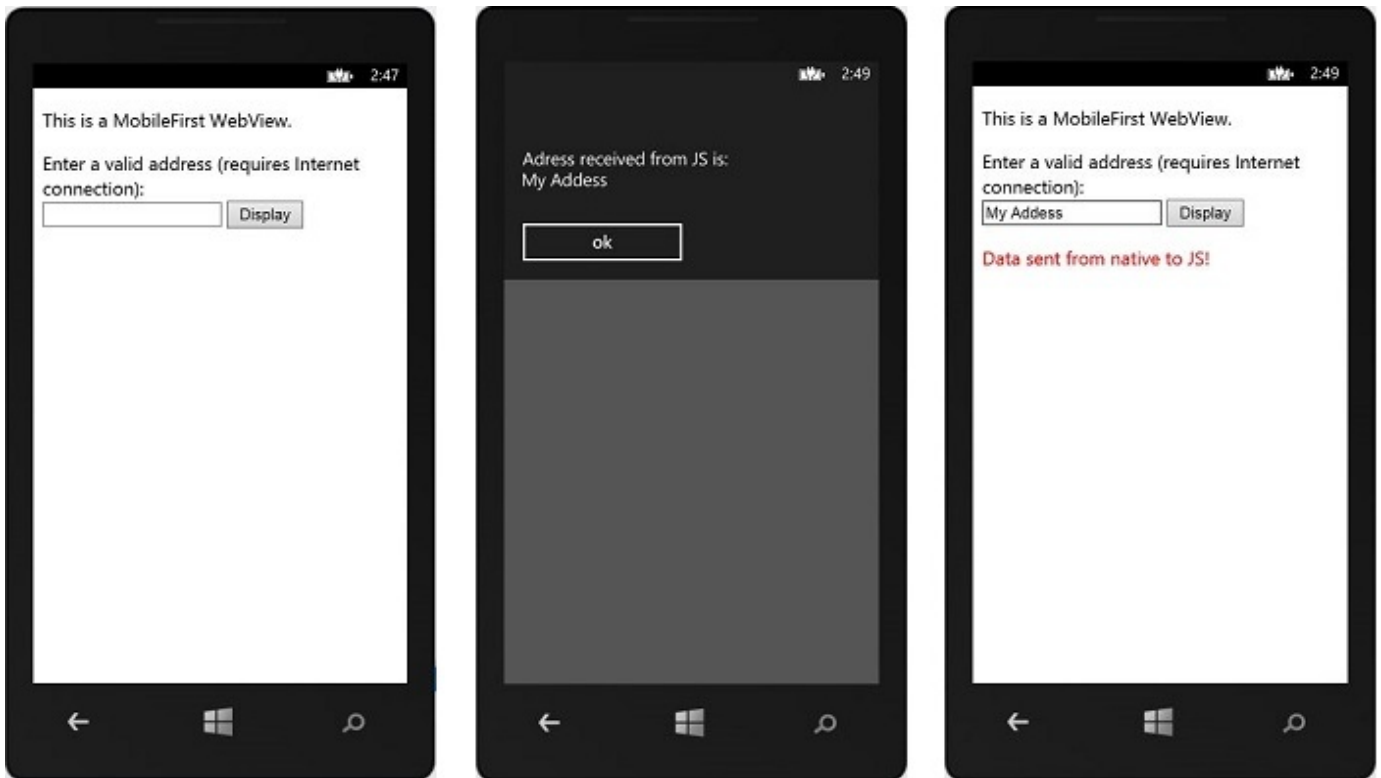 2:47
This is a MobileFirst WebView.
Enter a valid address (requires Internet
connection):
Display
2:49
Adress received from JS is:
My Addess
ok
2:49
This is a MobileFirst WebView.
Enter a valid address (requires Internet
connection):
My Addess Display
Data sent from native to JS!